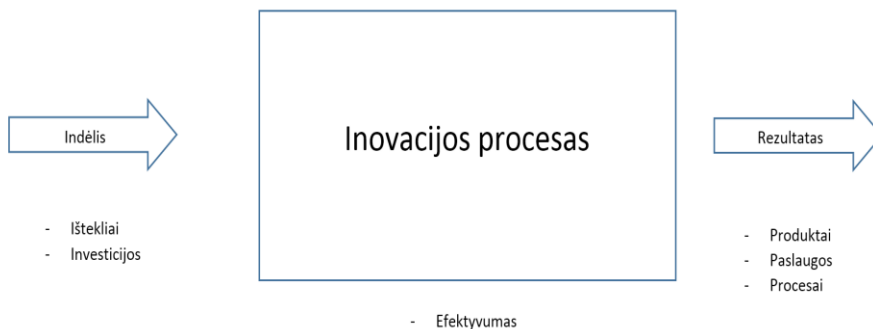 Indėlis
Inovacijos procesas
Rezultatas
- Ištekliai
- Investicijos
- Produktai
- Paslaugos
- Procesai
- Efektyvumas